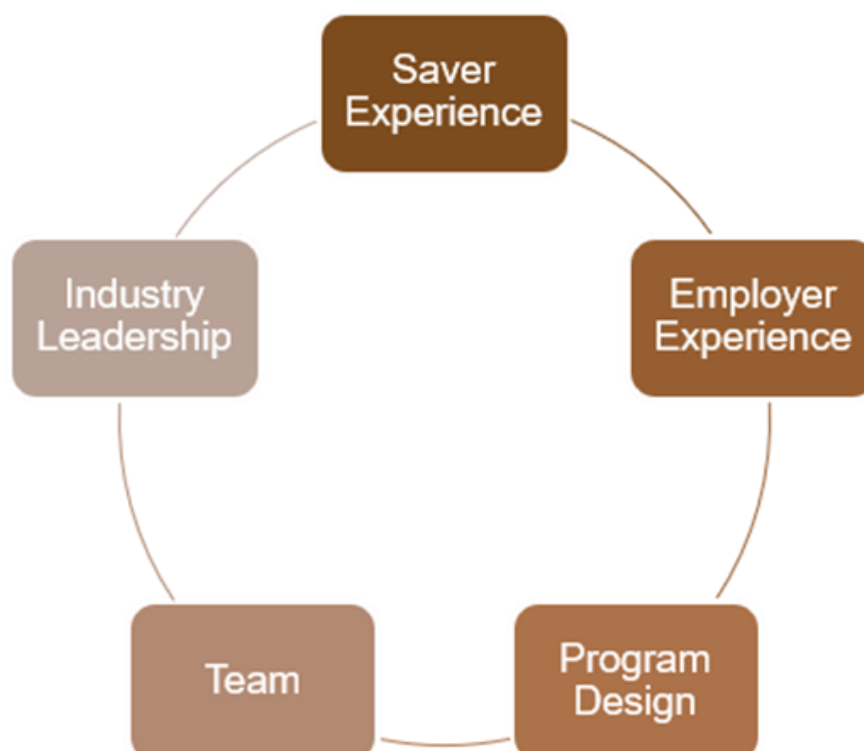 Saver
Experience
Employer
Experience
Program
Design
Team
Industry
Leadership